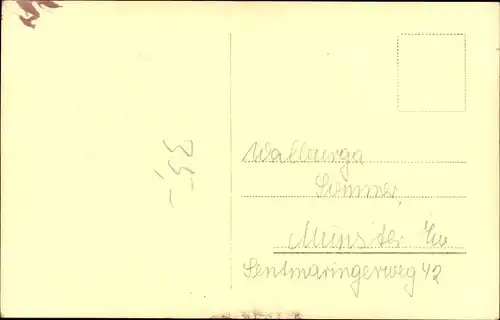 35,-
Walburga
Sommer,
Münster i/w
Sentmaringerweg 42